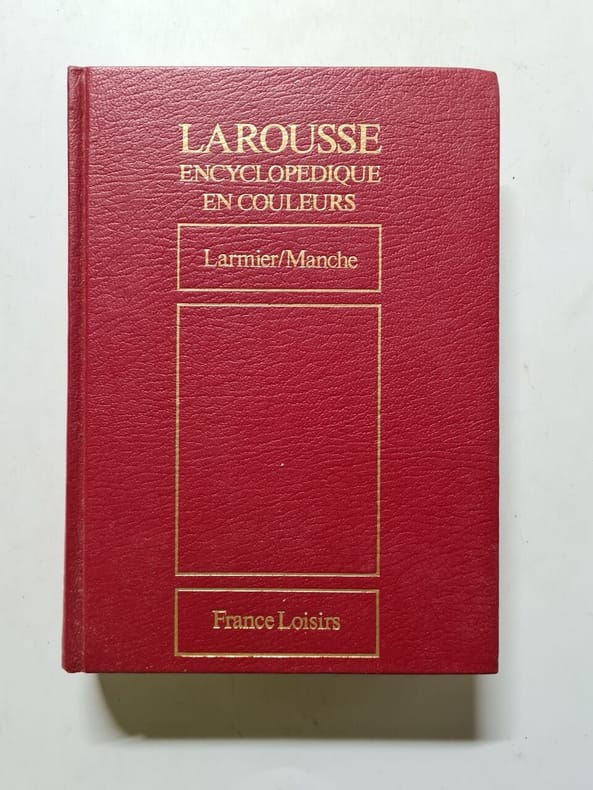 LAROUSSE
ENCYCLOPEDIQUE
EN COULEURS
Larmier/Manche
France Loisirs